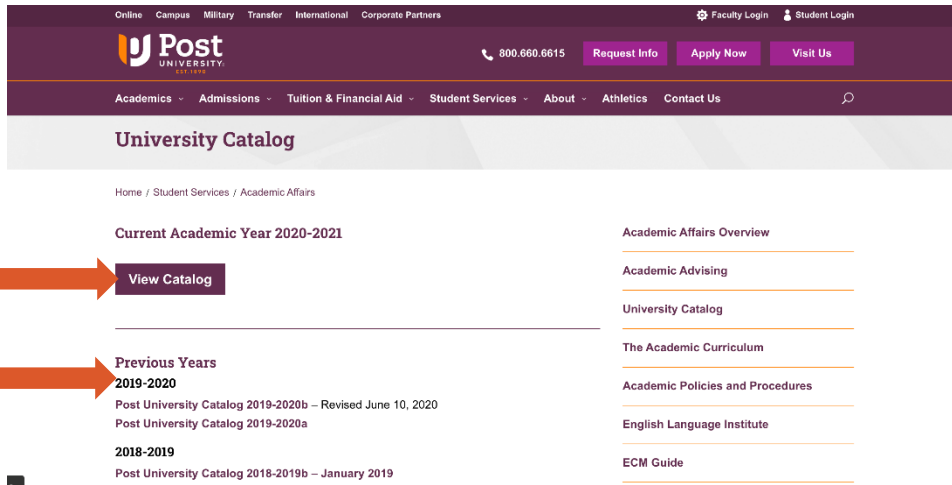 Online Campus Military Transfer International Corporate Partners Faculty Login Student Login
Post
UNIVERSITY
EST.1890
800.660.6615 Request Info Apply Now Visit Us
Academics Admissions Tuition & Financial Aid Student Services About Athletics Contact Us
University Catalog
Home / Student Services / Academic Affairs
Current Academic Year 2020-2021
View Catalog
Previous Years
2019-2020
Post University Catalog 2019-2020b – Revised June 10, 2020
Post University Catalog 2019-2020a
2018-2019
Post University Catalog 2018-2019b – January 2019
Academic Affairs Overview
Academic Advising
University Catalog
The Academic Curriculum
Academic Policies and Procedures
English Language Institute
ECM Guide